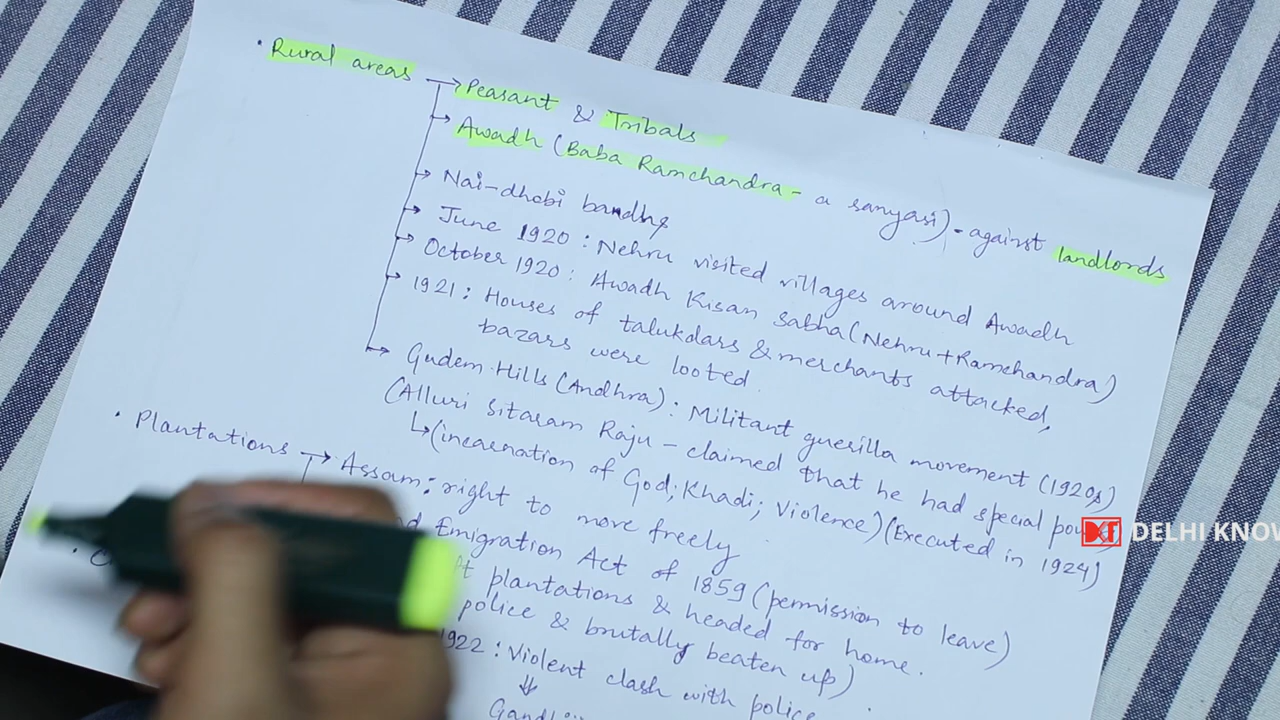 · Rural areas → Peasant & Tribals
→ Awadh (Baba Ramchandra - a sanyasi) - against landlords
→ Nai-dhobi bandhs
→ June 1920 : Nehru visited villages around Awadh
→ October 1920 : Awadh Kisan Sabha (Nehru + Ramchandra)
→ 1921 : Houses of talukdars & merchants attacked,
bazars were looted.
→ Gudem Hills (Andhra) : Militant guerilla movement (1920s)
(Alluri Sitaram Raju - claimed that he had special
↳ (incarnation of God; Khadi; Violence) (Executed in 1924)
· Plantations → Assam : right to move freely
Emigration Act of 1859 (permission to leave)
plantations & headed for home.
police & brutally beaten up)
1922 : Violent clash with police
⇓
DELHI KNOW